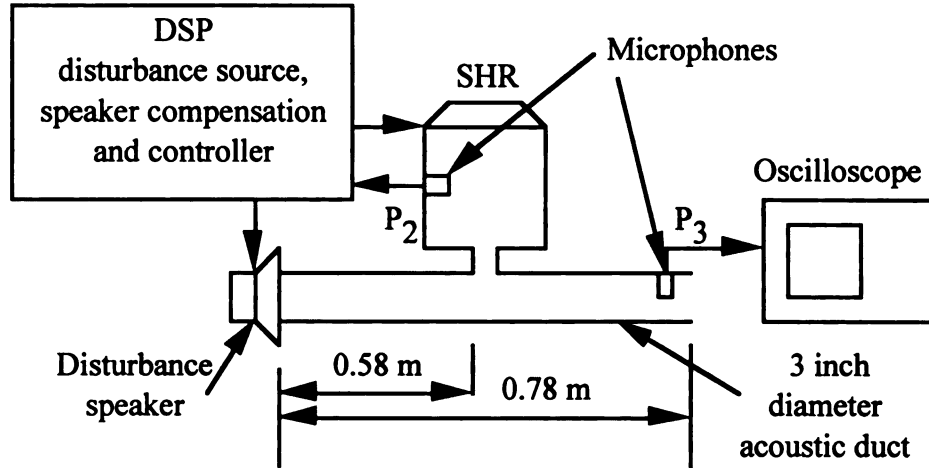 DSP
disturbance source,
speaker compensation
and controller
SHR
Microphones
Oscilloscope
P2
P3
Disturbance
speaker
0.58 m
0.78 m
3 inch
diameter
acoustic duct